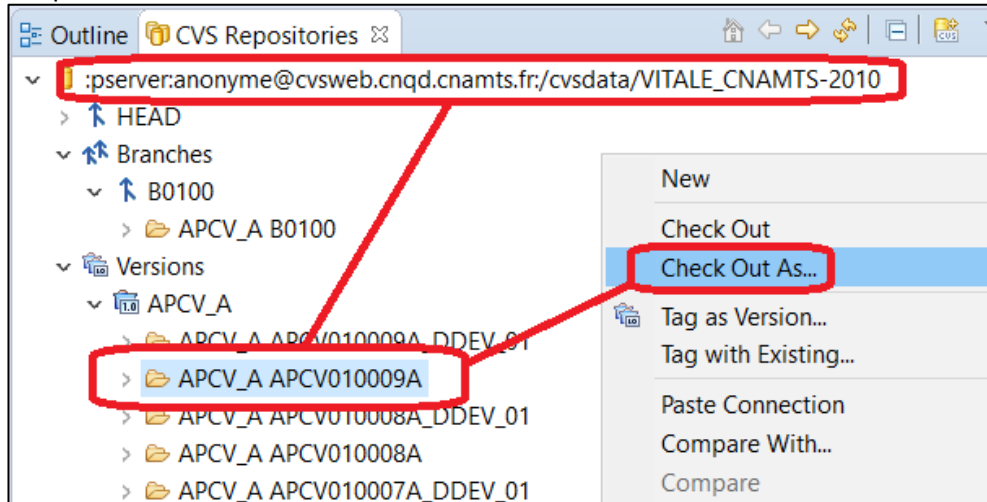 Outline CVS Repositories
:pserver:anonyme@cvsweb.cnqd.cnamts.fr:/cvsdata/VITALE_CNAMTS-2010
HEAD
Branches
B0100
APCV_A B0100
Versions
APCV_A
APCV_A APCV010009A_DDEV_01
APCV_A APCV010009A
APCV_A APCV010008A_DDEV_01
APCV_A APCV010008A
APCV_A APCV010007A_DDEV_01
New
Check Out
Check Out As...
Tag as Version...
Tag with Existing...
Paste Connection
Compare With...
Compare